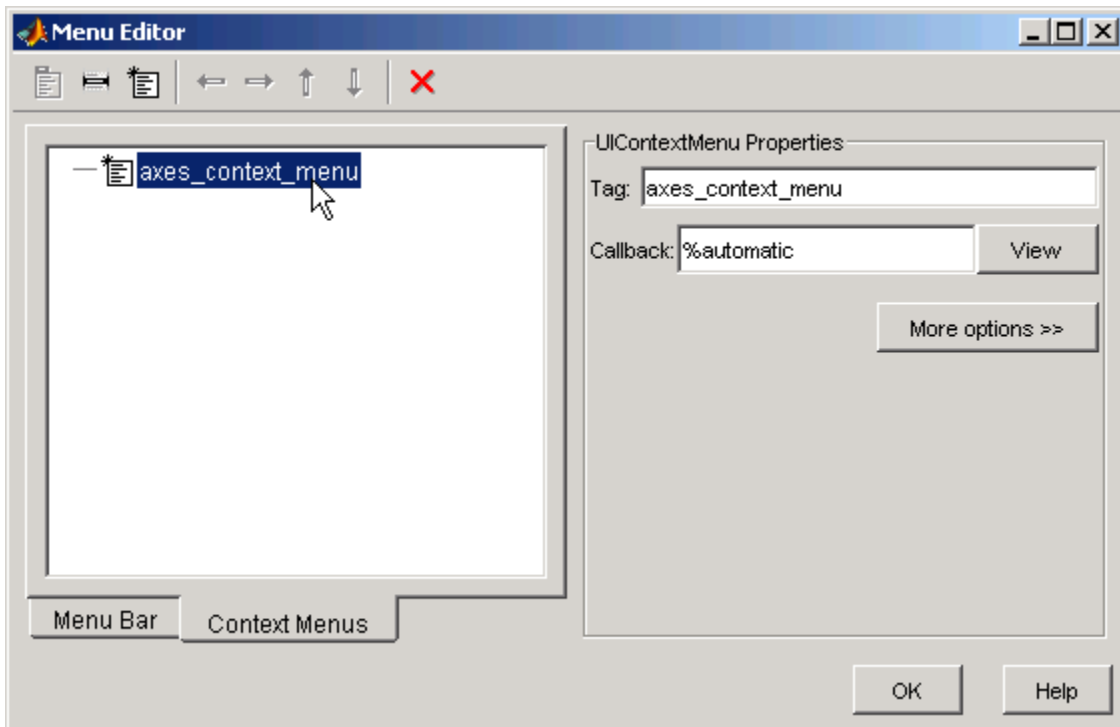 Menu Editor
axes_context_menu
Menu Bar
Context Menus
UIContextMenu Properties
Tag: axes_context_menu
Callback: %automatic View
More options >>
OK Help